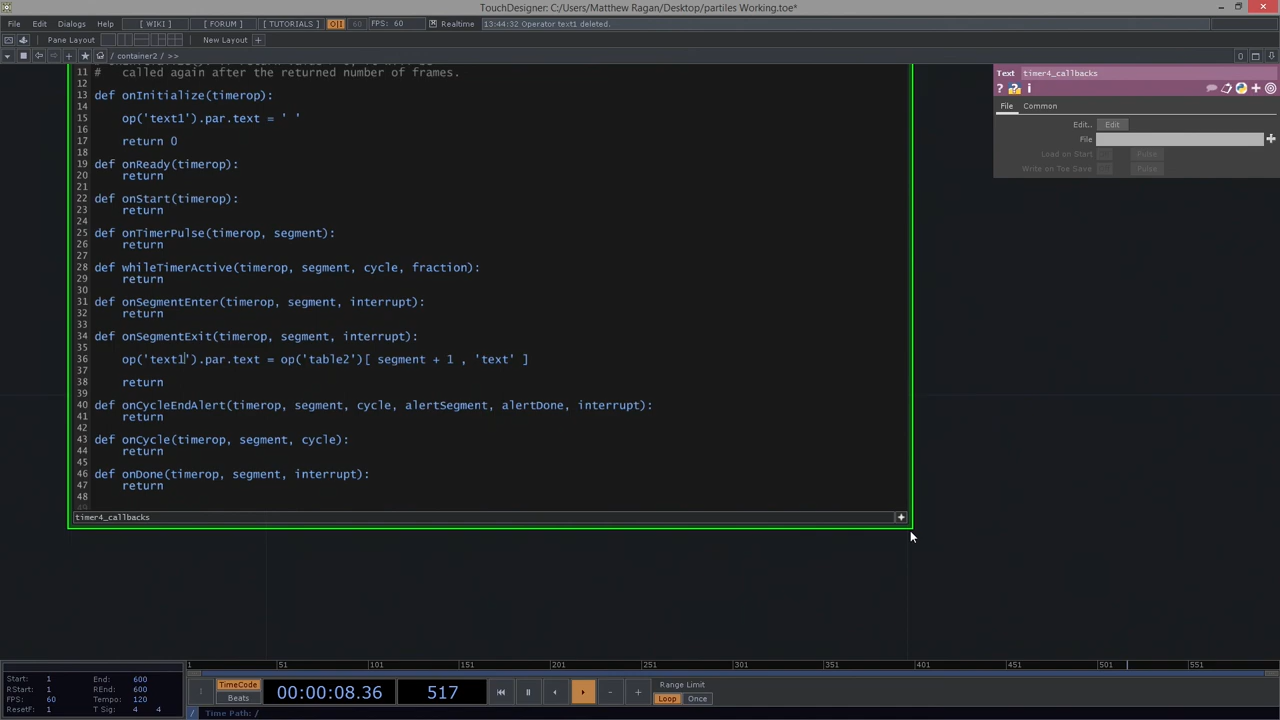 TouchDesigner: C:/Users/Matthew Ragan/Desktop/partiles Working.toe*
File Edit Dialogs Help [ WIKI ] [ FORUM ] [ TUTORIALS ] O|I FPS: 60 Realtime 13:44:32 Operator text1 deleted.
Pane Layout New Layout +
/ container2 / >>
11 # called again after the returned number of frames.
12
13 def onInitialize(timerop):
14
15 op('text1').par.text = ' '
16
17 return 0
18
19 def onReady(timerop):
20 return
21
22 def onStart(timerop):
23 return
24
25 def onTimerPulse(timerop, segment):
26 return
27
28 def whileTimerActive(timerop, segment, cycle, fraction):
29 return
30
31 def onSegmentEnter(timerop, segment, interrupt):
32 return
33
34 def onSegmentExit(timerop, segment, interrupt):
35
36 op('text1').par.text = op('table2')[ segment + 1 , 'text' ]
37
38 return
39
40 def onCycleEndAlert(timerop, segment, cycle, alertSegment, alertDone, interrupt):
41 return
42
43 def onCycle(timerop, segment, cycle):
44 return
45
46 def onDone(timerop, segment, interrupt):
47 return
48
timer4_callbacks
Text timer4_callbacks
? i
File Common
Edit.. Edit
File
Load on Start Pulse
Write on Toe Save Pulse
1 51 101 151 201 251 301 351 401 451 501 551
Start: 1 End: 600
RStart: 1 REnd: 600
FPS: 60 Tempo: 120
ResetF: 1 T Sig: 4 4
TimeCode
Beats
00:00:08.36
517
Range Limit
Loop Once
/ Time Path: /